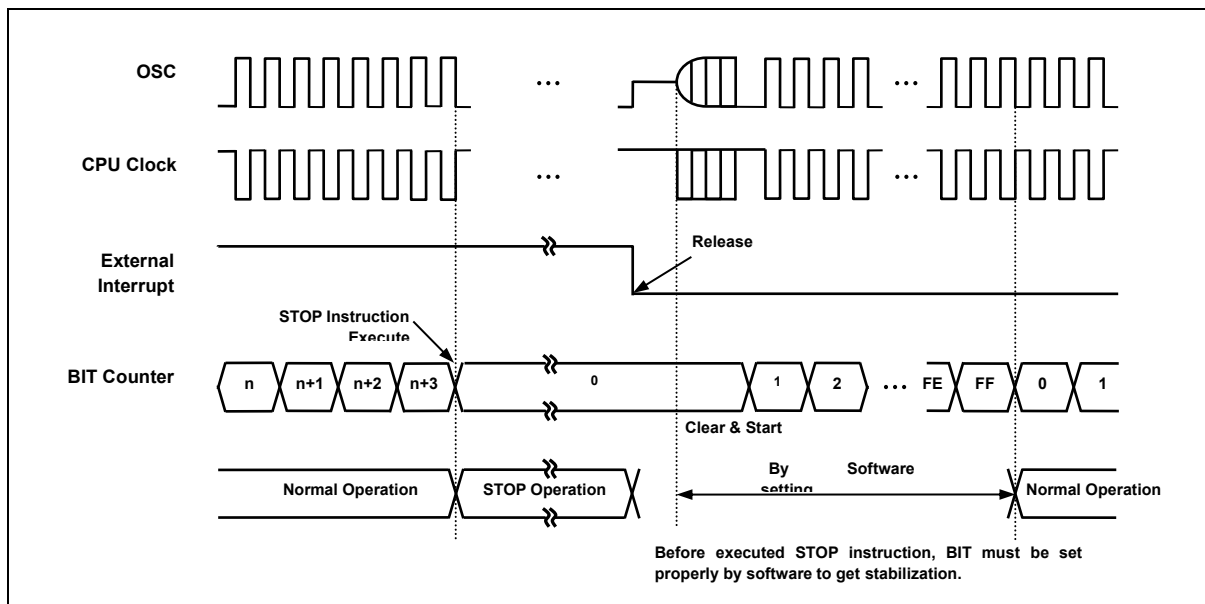 OSC
...
...
CPU Clock
...
...
External
Interrupt
Release
STOP Instruction
Execute
BIT Counter
n
n+1
n+2
n+3
0
1
2
...
FE
FF
0
1
Clear & Start
Normal Operation
STOP Operation
By Software
setting
Normal Operation
Before executed STOP instruction, BIT must be set
properly by software to get stabilization.